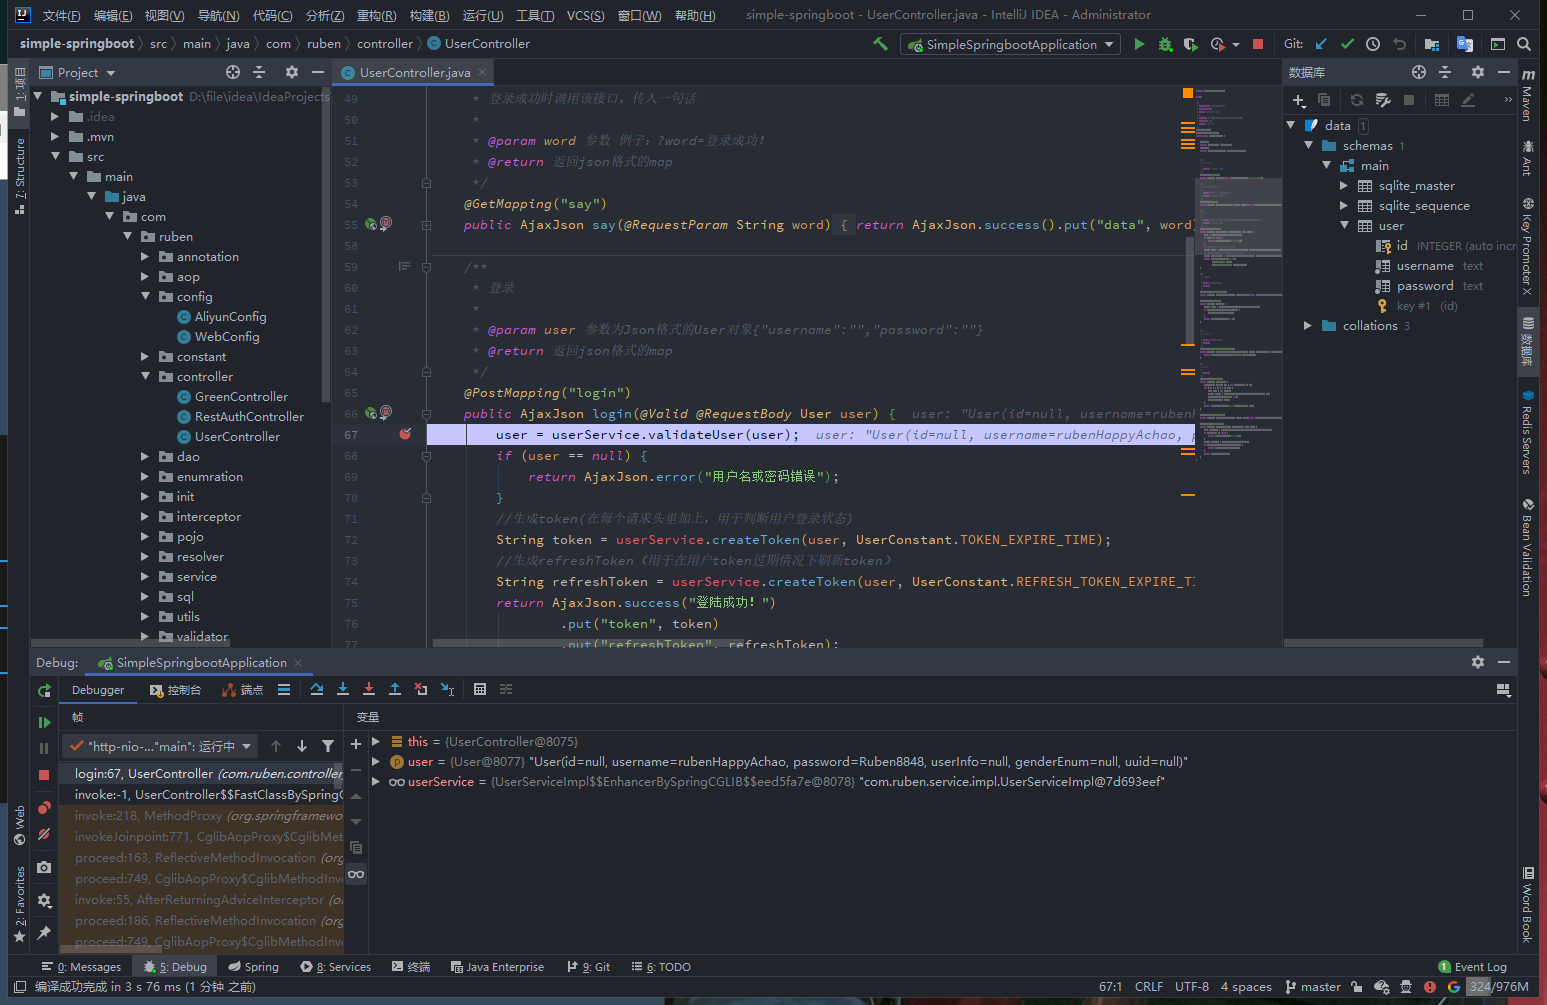 文件(F) 编辑(E) 视图(V) 导航(N) 代码(C) 分析(Z) 重构(R) 构建(B) 运行(U) 工具(T) VCS(S) 窗口(W) 帮助(H) simple-springboot - UserController.java - IntelliJ IDEA - Administrator
simple-springboot src main java com ruben controller UserController SimpleSpringbootApplication Git:
1: 项目
7: Structure
Web
2: Favorites
Project
simple-springboot D:\file\idea\IdeaProjects
.idea
.mvn
src
main
java
com
ruben
annotation
aop
config
AliyunConfig
WebConfig
constant
controller
GreenController
RestAuthController
UserController
dao
enumration
init
interceptor
pojo
resolver
service
sql
utils
validator
UserController.java
49 * 登录成功时调用该接口，传入一句话
50 *
51 * @param word 参数 例子：?word=登录成功！
52 * @return 返回json格式的map
53 */
54 @GetMapping("say")
55 public AjaxJson say(@RequestParam String word) { return AjaxJson.success().put("data", word)
58
59 /**
60 * 登录
61 *
62 * @param user 参数为Json格式的User对象{"username":"","password":""}
63 * @return 返回json格式的map
64 */
65 @PostMapping("login")
66 public AjaxJson login(@Valid @RequestBody User user) { user: "User(id=null, username=rubenH
67 user = userService.validateUser(user); user: "User(id=null, username=rubenHappyAchao, p
68 if (user == null) {
69 return AjaxJson.error("用户名或密码错误");
70 }
71 //生成token(在每个请求头里加上，用于判断用户登录状态)
72 String token = userService.createToken(user, UserConstant.TOKEN_EXPIRE_TIME);
73 //生成refreshToken（用于在用户token过期情况下刷新token）
74 String refreshToken = userService.createToken(user, UserConstant.REFRESH_TOKEN_EXPIRE_TI
75 return AjaxJson.success("登陆成功！")
76 .put("token", token)
77 .put("refreshToken", refreshToken);
数据库
data 1
schemas 1
main
sqlite_master
sqlite_sequence
user
id INTEGER (auto incre
username text
password text
key #1 (id)
collations 3
Maven
Ant
Key Promoter X
数据库
Redis Servers
Bean Validation
Word Book
Debug: SimpleSpringbootApplication
Debugger 控制台 端点
帧
"http-nio-..."main": 运行中
login:67, UserController (com.ruben.controller
invoke:-1, UserController$$FastClassBySpringC
invoke:218, MethodProxy (org.springframewo
invokeJoinpoint:771, CglibAopProxy$CglibMet
proceed:163, ReflectiveMethodInvocation (org
proceed:749, CglibAopProxy$CglibMethodInv
invoke:55, AfterReturningAdviceInterceptor (o
proceed:186, ReflectiveMethodInvocation (org
proceed:749, CglibAopProxy$CglibMethodInv
变量
this = {UserController@8075}
user = {User@8077} "User(id=null, username=rubenHappyAchao, password=Ruben8848, userInfo=null, genderEnum=null, uuid=null)"
userService = {UserServiceImpl$$EnhancerBySpringCGLIB$$eed5fa7e@8078} "com.ruben.service.impl.UserServiceImpl@7d693eef"
0: Messages 5: Debug Spring 8: Services 终端 Java Enterprise 9: Git 6: TODO 1 Event Log
编译成功完成 in 3 s 76 ms (1 分钟 之前) 67:1 CRLF UTF-8 4 spaces master 324/976M